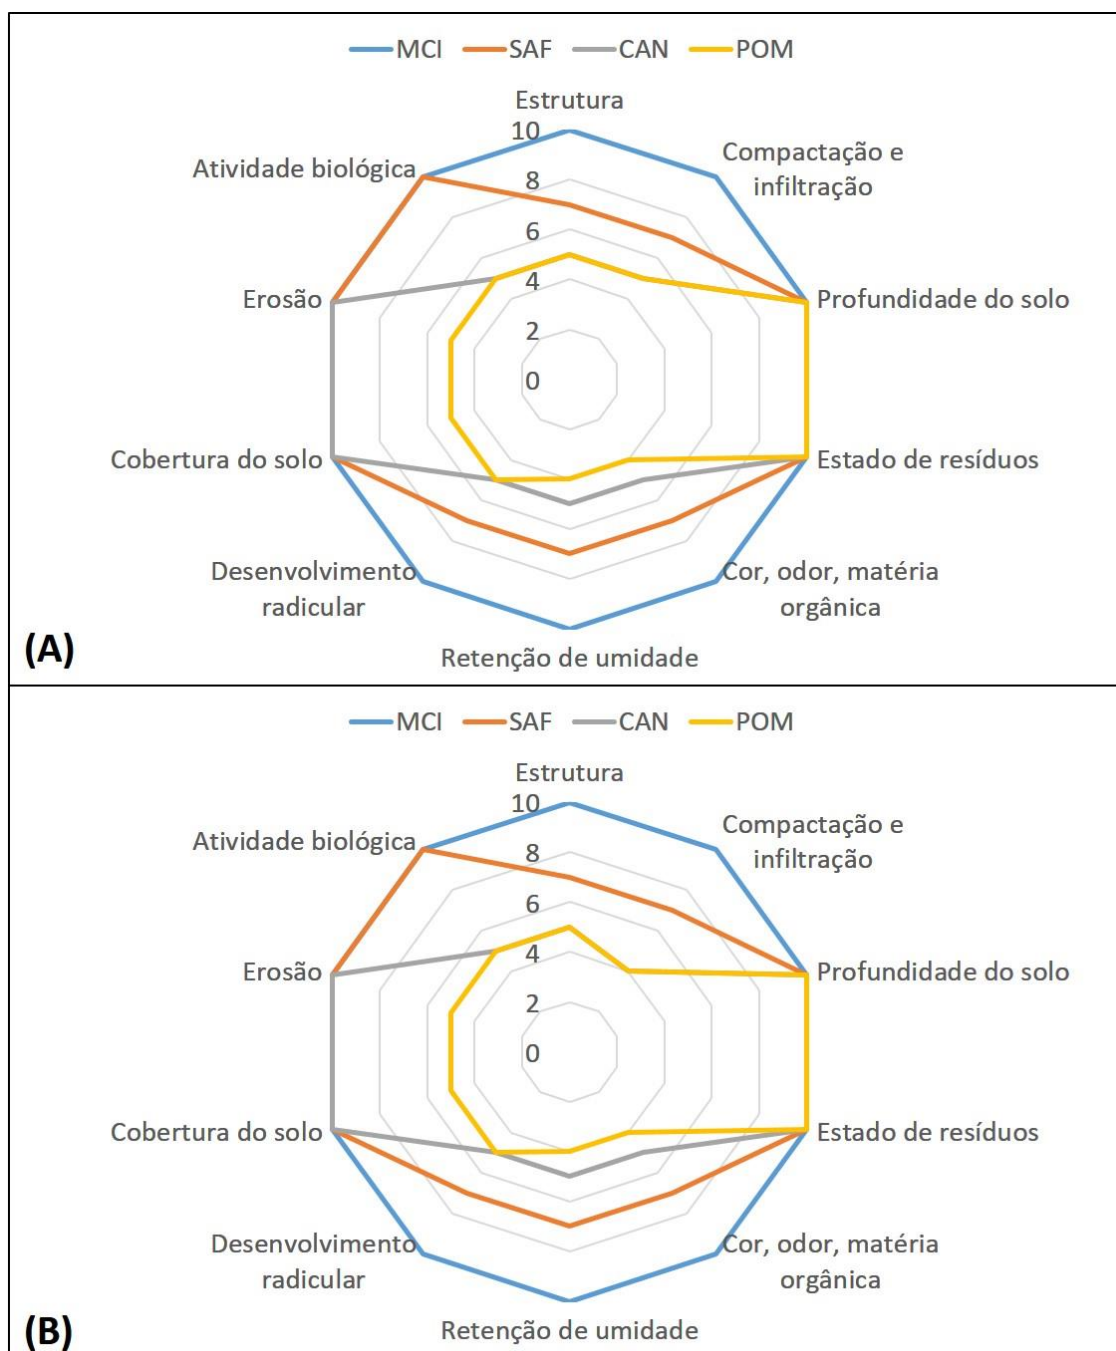 MCI SAF CAN POM
Estrutura
10
Compactação e
infiltração
Atividade biológica
8
6
Erosão
Profundidade do solo
4
2
0
Cobertura do solo
Estado de resíduos
Desenvolvimento
radicular
Cor, odor, matéria
orgânica
Retenção de umidade
(A)
MCI SAF CAN POM
Estrutura
10
Compactação e
infiltração
Atividade biológica
8
6
Erosão
Profundidade do solo
4
2
0
Cobertura do solo
Estado de resíduos
Desenvolvimento
radicular
Cor, odor, matéria
orgânica
Retenção de umidade
(B)